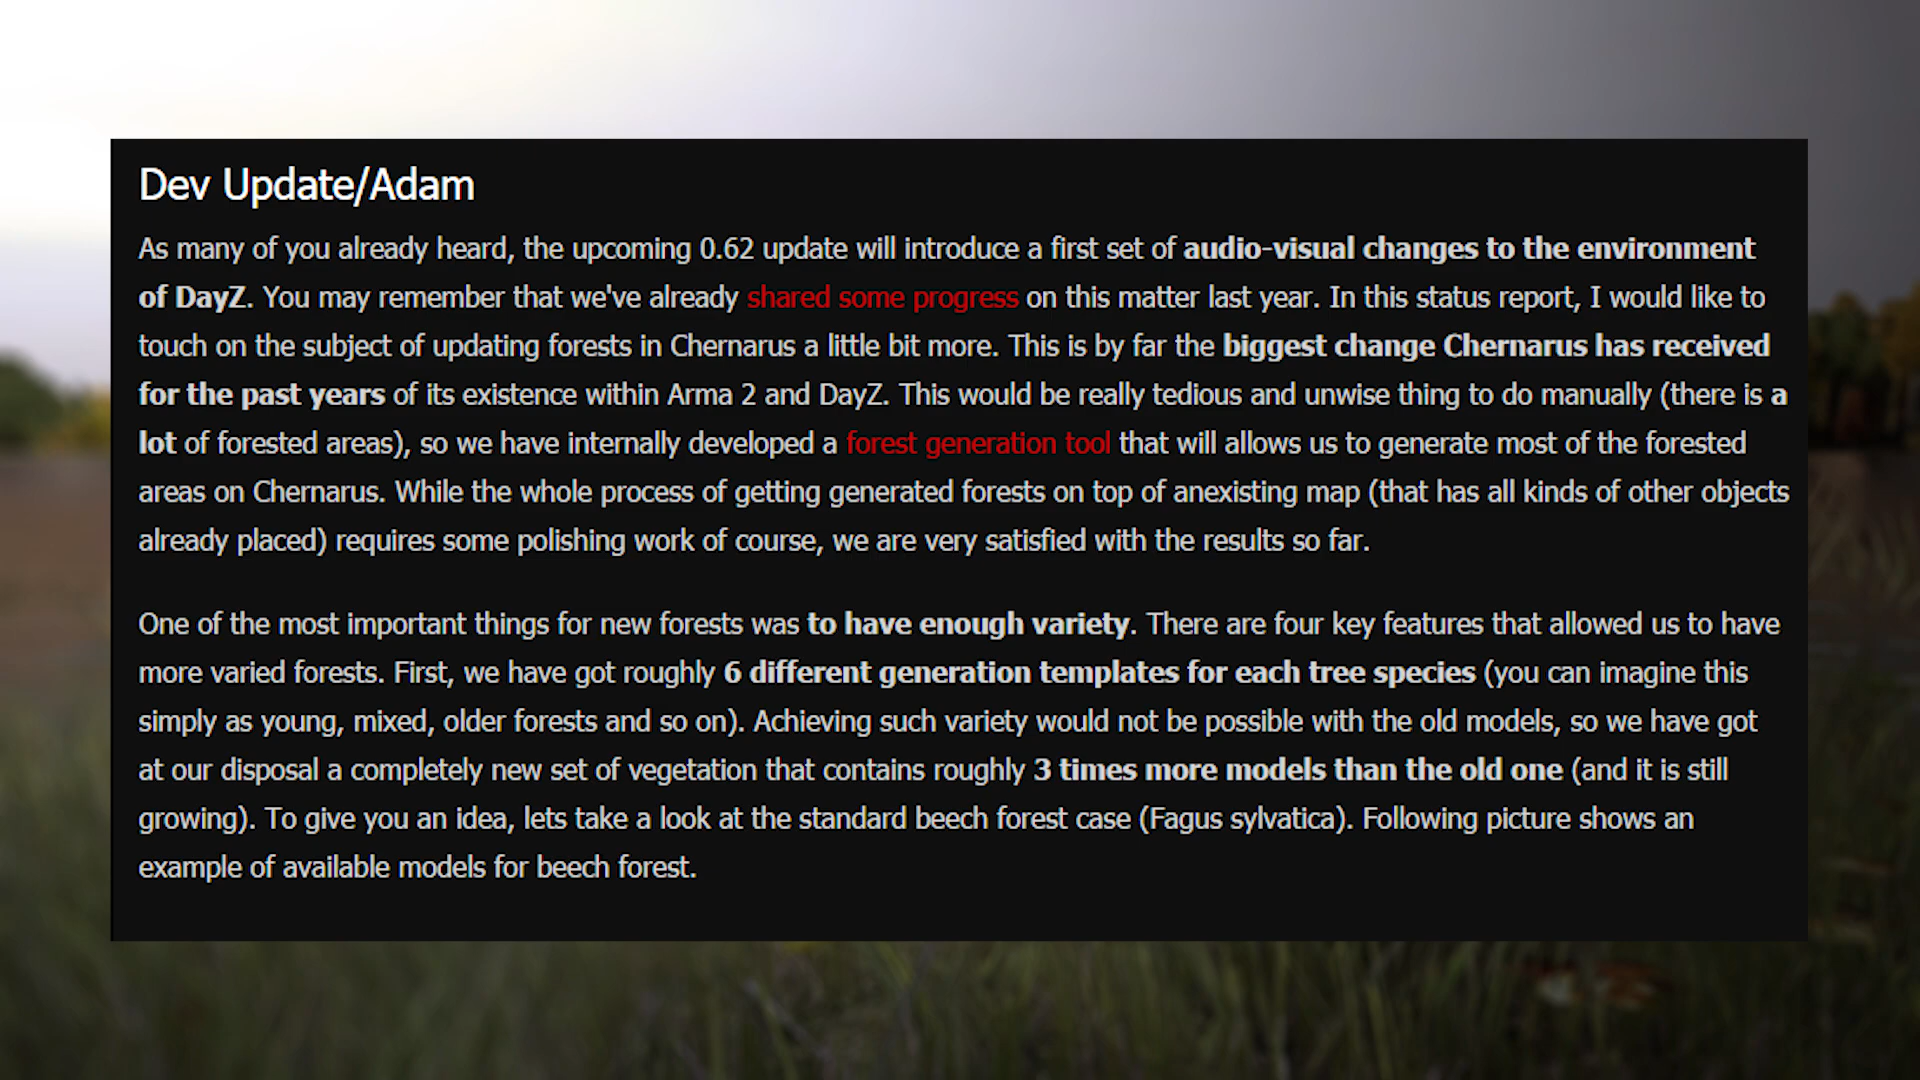 Dev Update/Adam
As many of you already heard, the upcoming 0.62 update will introduce a first set of audio-visual changes to the environment
of DayZ. You may remember that we've already shared some progress on this matter last year. In this status report, I would like to
touch on the subject of updating forests in Chernarus a little bit more. This is by far the biggest change Chernarus has received
for the past years of its existence within Arma 2 and DayZ. This would be really tedious and unwise thing to do manually (there is a
lot of forested areas), so we have internally developed a forest generation tool that will allows us to generate most of the forested
areas on Chernarus. While the whole process of getting generated forests on top of anexisting map (that has all kinds of other objects
already placed) requires some polishing work of course, we are very satisfied with the results so far.
One of the most important things for new forests was to have enough variety. There are four key features that allowed us to have
more varied forests. First, we have got roughly 6 different generation templates for each tree species (you can imagine this
simply as young, mixed, older forests and so on). Achieving such variety would not be possible with the old models, so we have got
at our disposal a completely new set of vegetation that contains roughly 3 times more models than the old one (and it is still
growing). To give you an idea, lets take a look at the standard beech forest case (Fagus sylvatica). Following picture shows an
example of available models for beech forest.